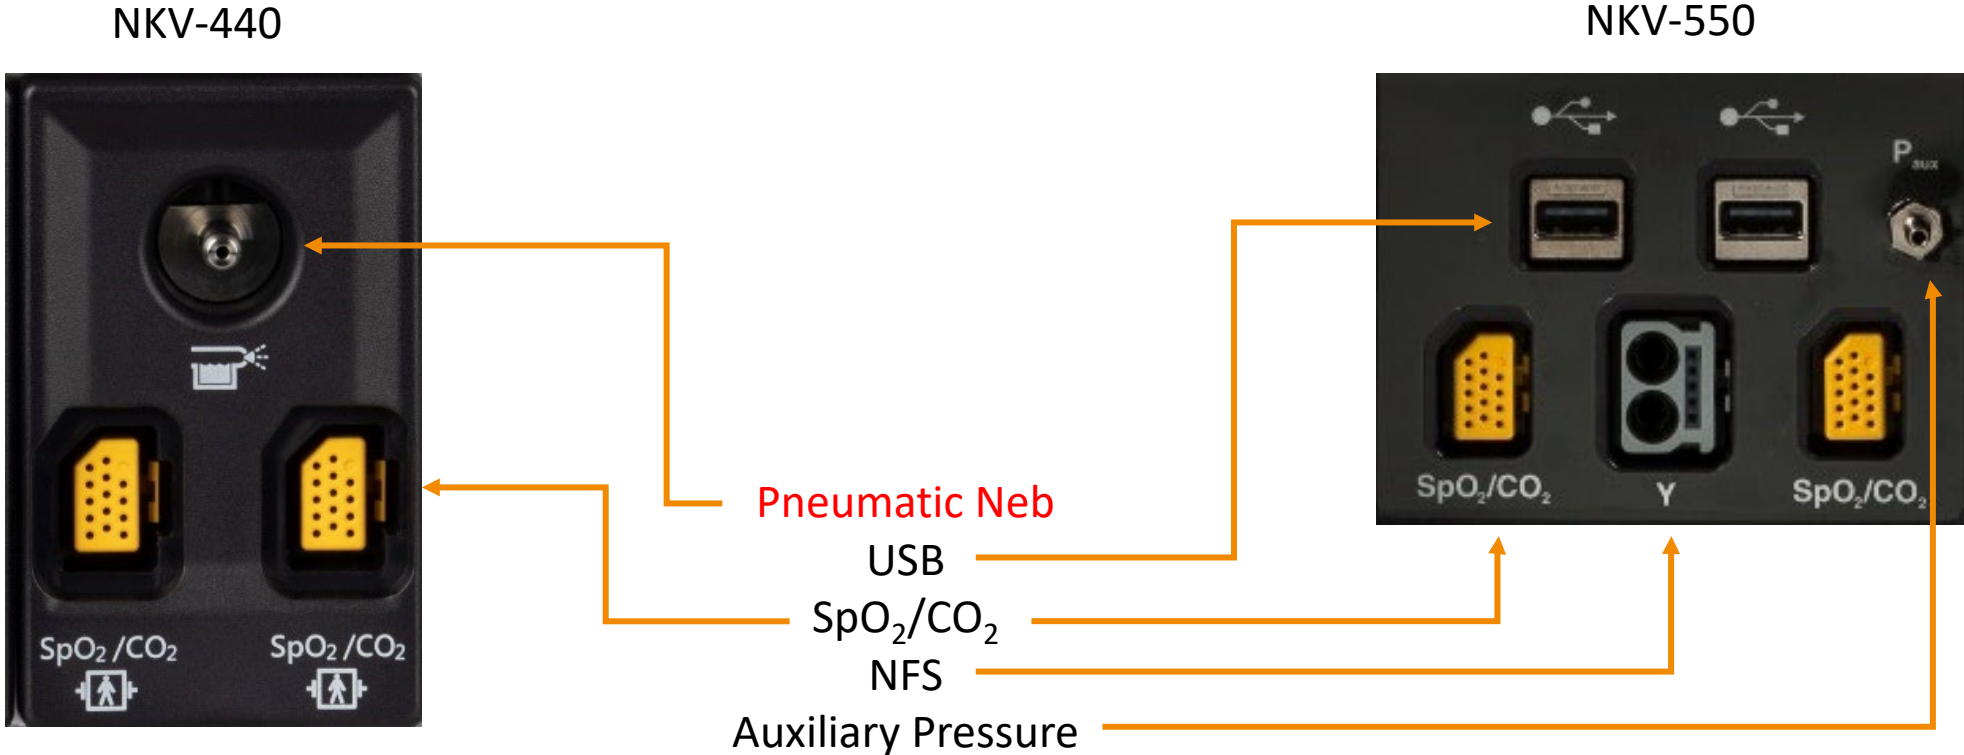 NKV-440
NKV-550
P aux
SpO₂/CO₂
Y
SpO₂/CO₂
Pneumatic Neb
USB
SpO₂/CO₂
NFS
Auxiliary Pressure
SpO₂/CO₂
SpO₂/CO₂